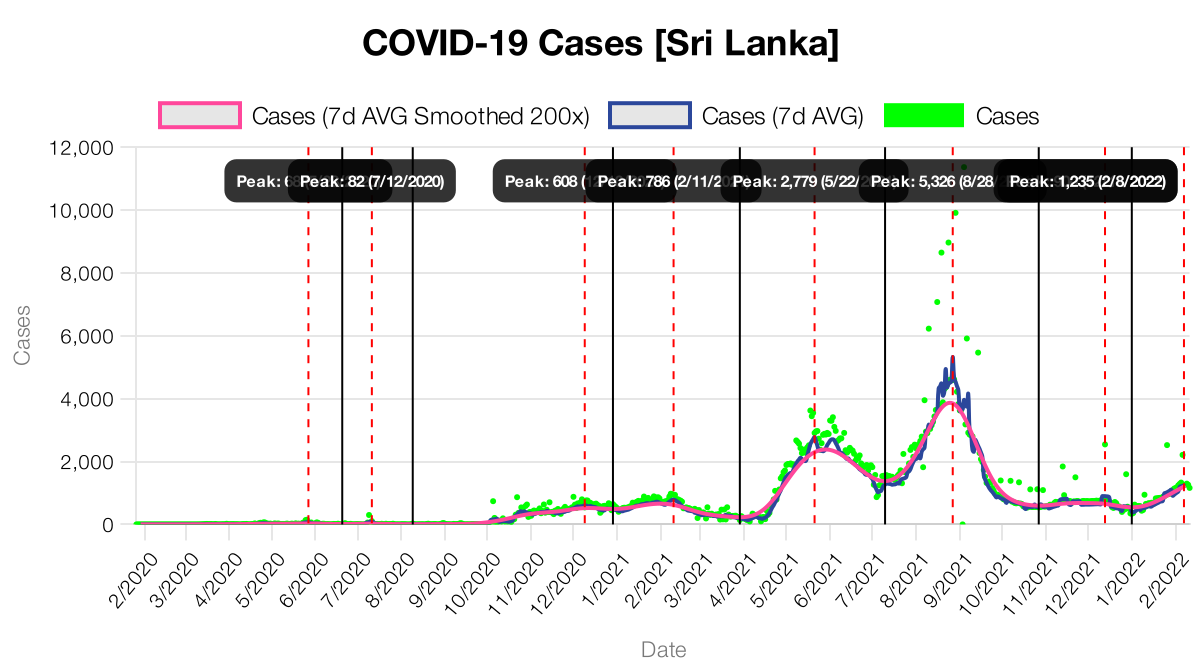 COVID-19 Cases [Sri Lanka]
Cases (7d AVG Smoothed 200x)
Cases (7d AVG)
Cases
12,000
10,000
8,000
6,000
4,000
2,000
0
Cases
Peak:
Peak: 82 (7/12/2020)
Peak: 608
Peak: 786 (2/11/20
Peak: 2,779 (5/22/
Peak: 5,326 (8/28/
Peak: 1,235 (2/8/2022)
2/2020
3/2020
4/2020
5/2020
6/2020
7/2020
8/2020
9/2020
10/2020
11/2020
12/2020
1/2021
2/2021
3/2021
4/2021
5/2021
6/2021
7/2021
8/2021
9/2021
10/2021
11/2021
12/2021
1/2022
2/2022
Date